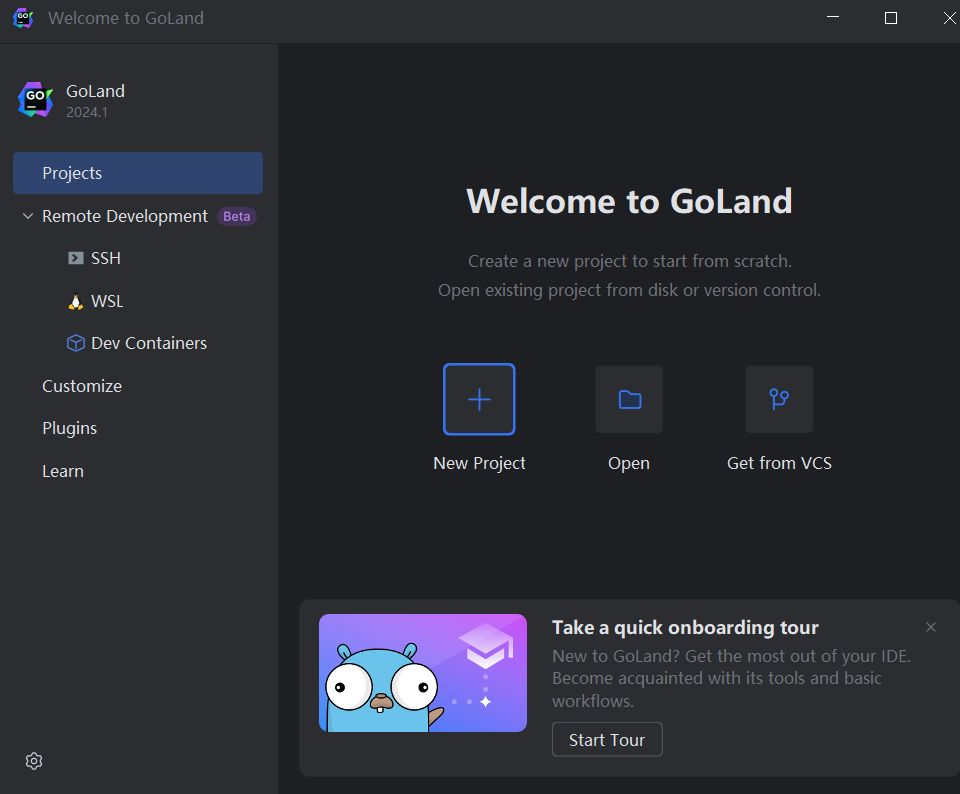 Welcome to GoLand
GoLand
2024.1
Projects
Remote Development Beta
SSH
WSL
Dev Containers
Customize
Plugins
Learn
Welcome to GoLand
Create a new project to start from scratch.
Open existing project from disk or version control.
New Project
Open
Get from VCS
Take a quick onboarding tour
New to GoLand? Get the most out of your IDE.
Become acquainted with its tools and basic
workflows.
Start Tour